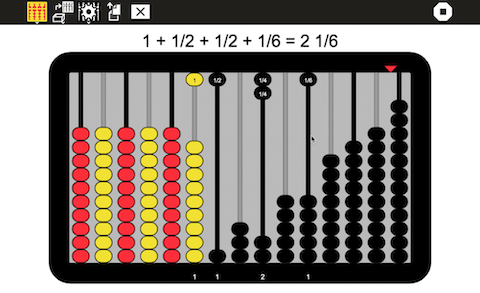 1 + 1/2 + 1/2 + 1/6 = 2 1/6
1 1/2 1/4 1/6
1/4
1 1 2 1